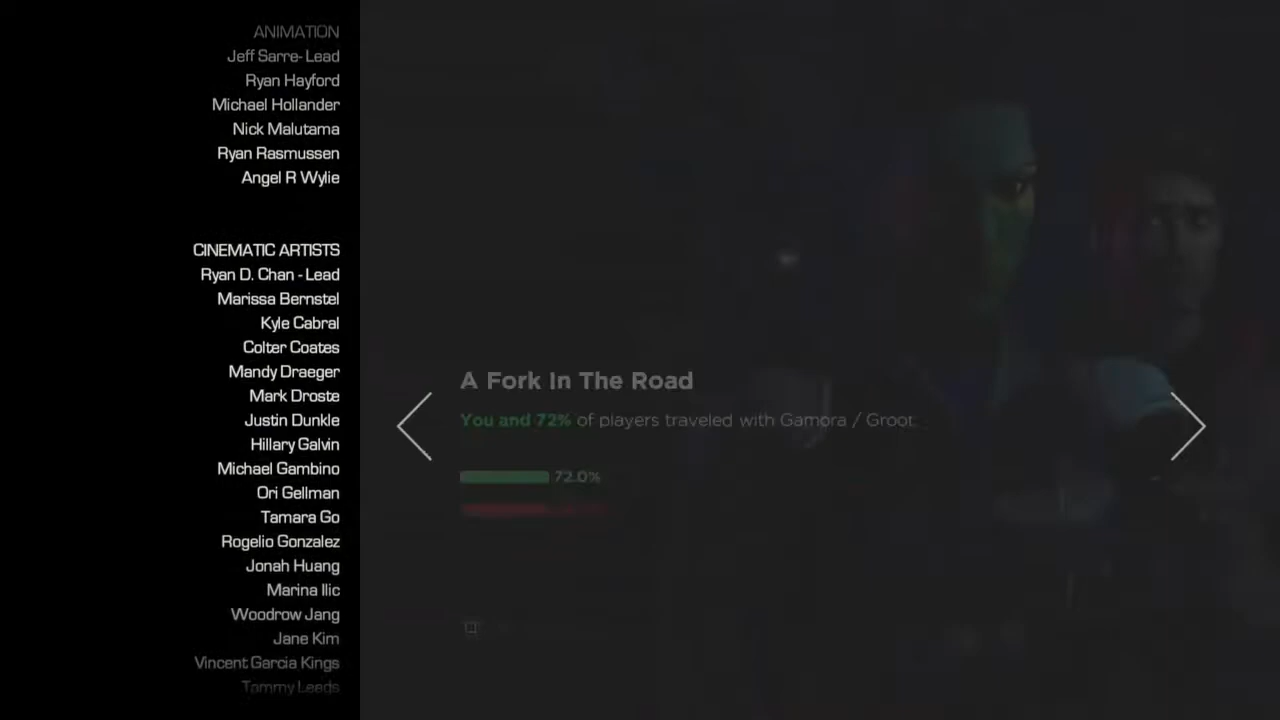 ANIMATION
Jeff Sarre- Lead
Ryan Hayford
Michael Hollander
Nick Malutama
Ryan Rasmussen
Angel R Wylie
CINEMATIC ARTISTS
Ryan D. Chan - Lead
Marissa Bernstel
Kyle Cabral
Colter Coates
Mandy Draeger
Mark Droste
Justin Dunkle
Hillary Galvin
Michael Gambino
Ori Gellman
Tamara Go
Rogelio Gonzalez
Jonah Huang
Marina Ilic
Woodrow Jang
Jane Kim
Vincent Garcia Kings
Tammy Leeds
A Fork In The Road
You and 72% of players traveled with Gamora / Groot
72.0%